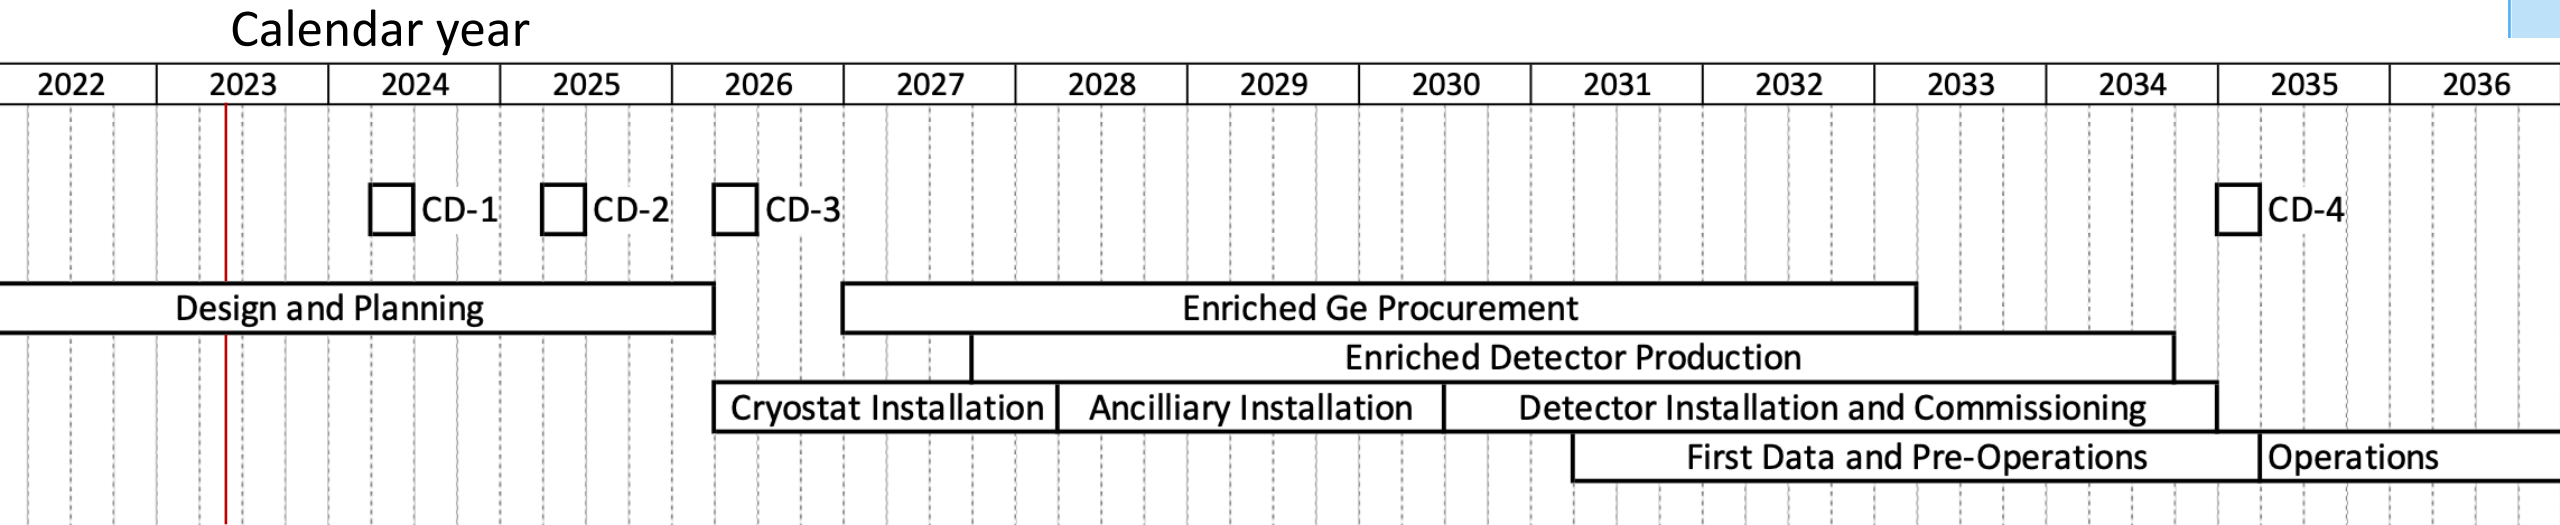 Calendar year
2022 2023 2024 2025 2026 2027 2028 2029 2030 2031 2032 2033 2034 2035 2036
CD-1 CD-2 CD-3 CD-4
Design and Planning Enriched Ge Procurement
Enriched Detector Production
Cryostat Installation Ancilliary Installation Detector Installation and Commissioning
First Data and Pre-Operations Operations